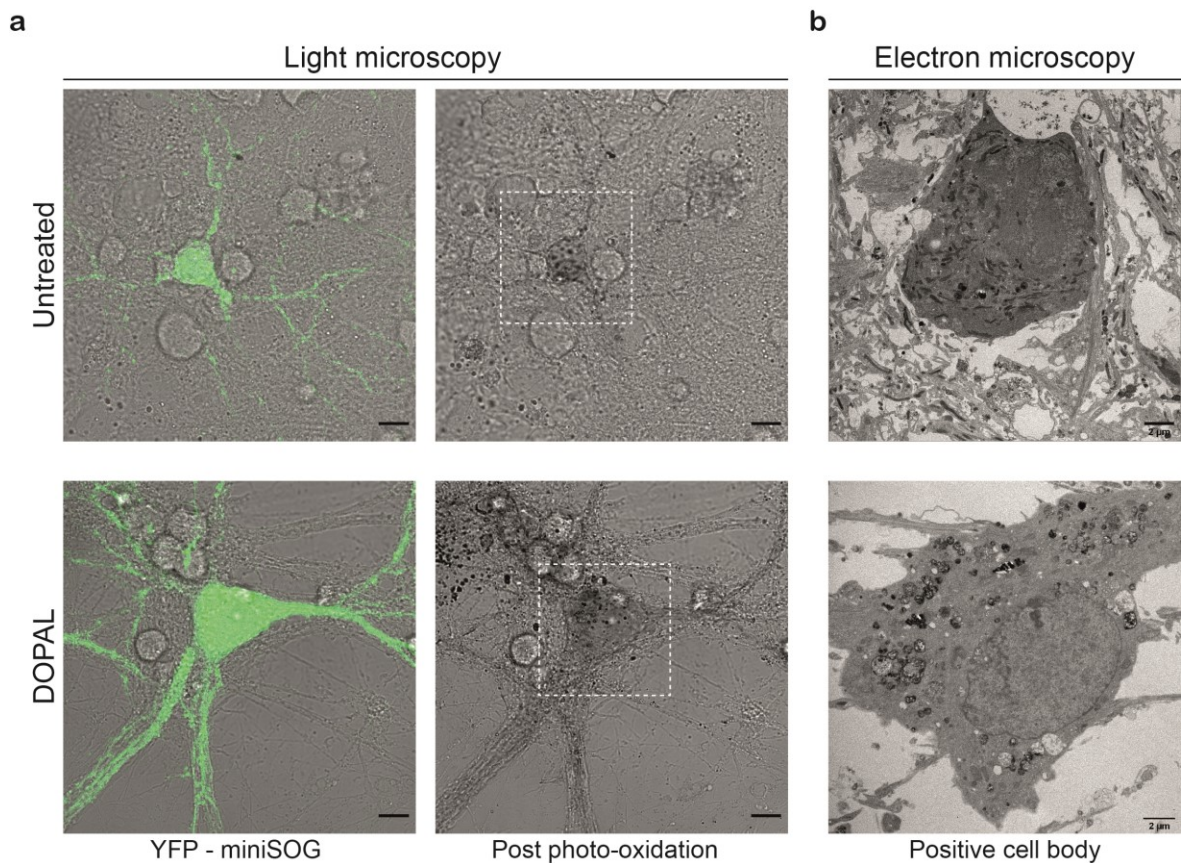 a
b
Light microscopy
Electron microscopy
Untreated
2 µm
DOPAL
2 µm
YFP - miniSOG
Post photo-oxidation
Positive cell body